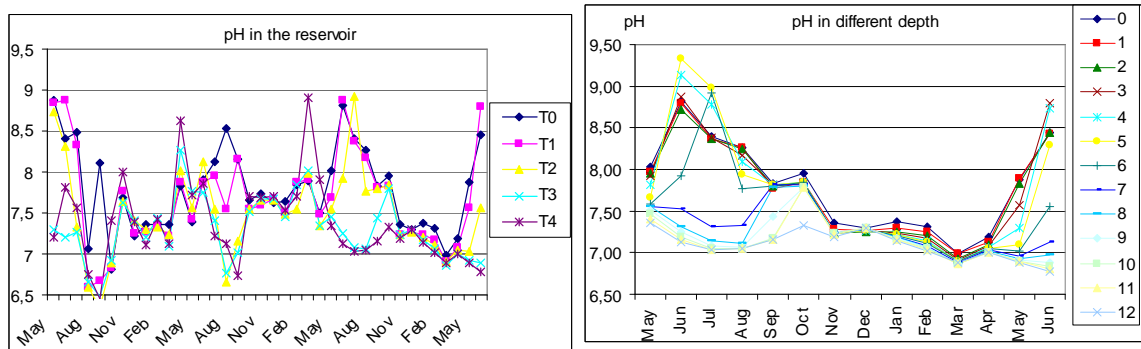 pH in the reservoir
9,5
9
8,5
8
7,5
7
6,5
May
Aug
Nov
Feb
May
Aug
Nov
Feb
May
Aug
Nov
Feb
May
T0
T1
T2
T3
T4
pH
pH in different depth
9,50
9,00
8,50
8,00
7,50
7,00
6,50
May
Jun
Jul
Aug
Sep
Oct
Nov
Dec
Jan
Feb
Mar
Apr
May
Jun
0
1
2
3
4
5
6
7
8
9
10
11
12